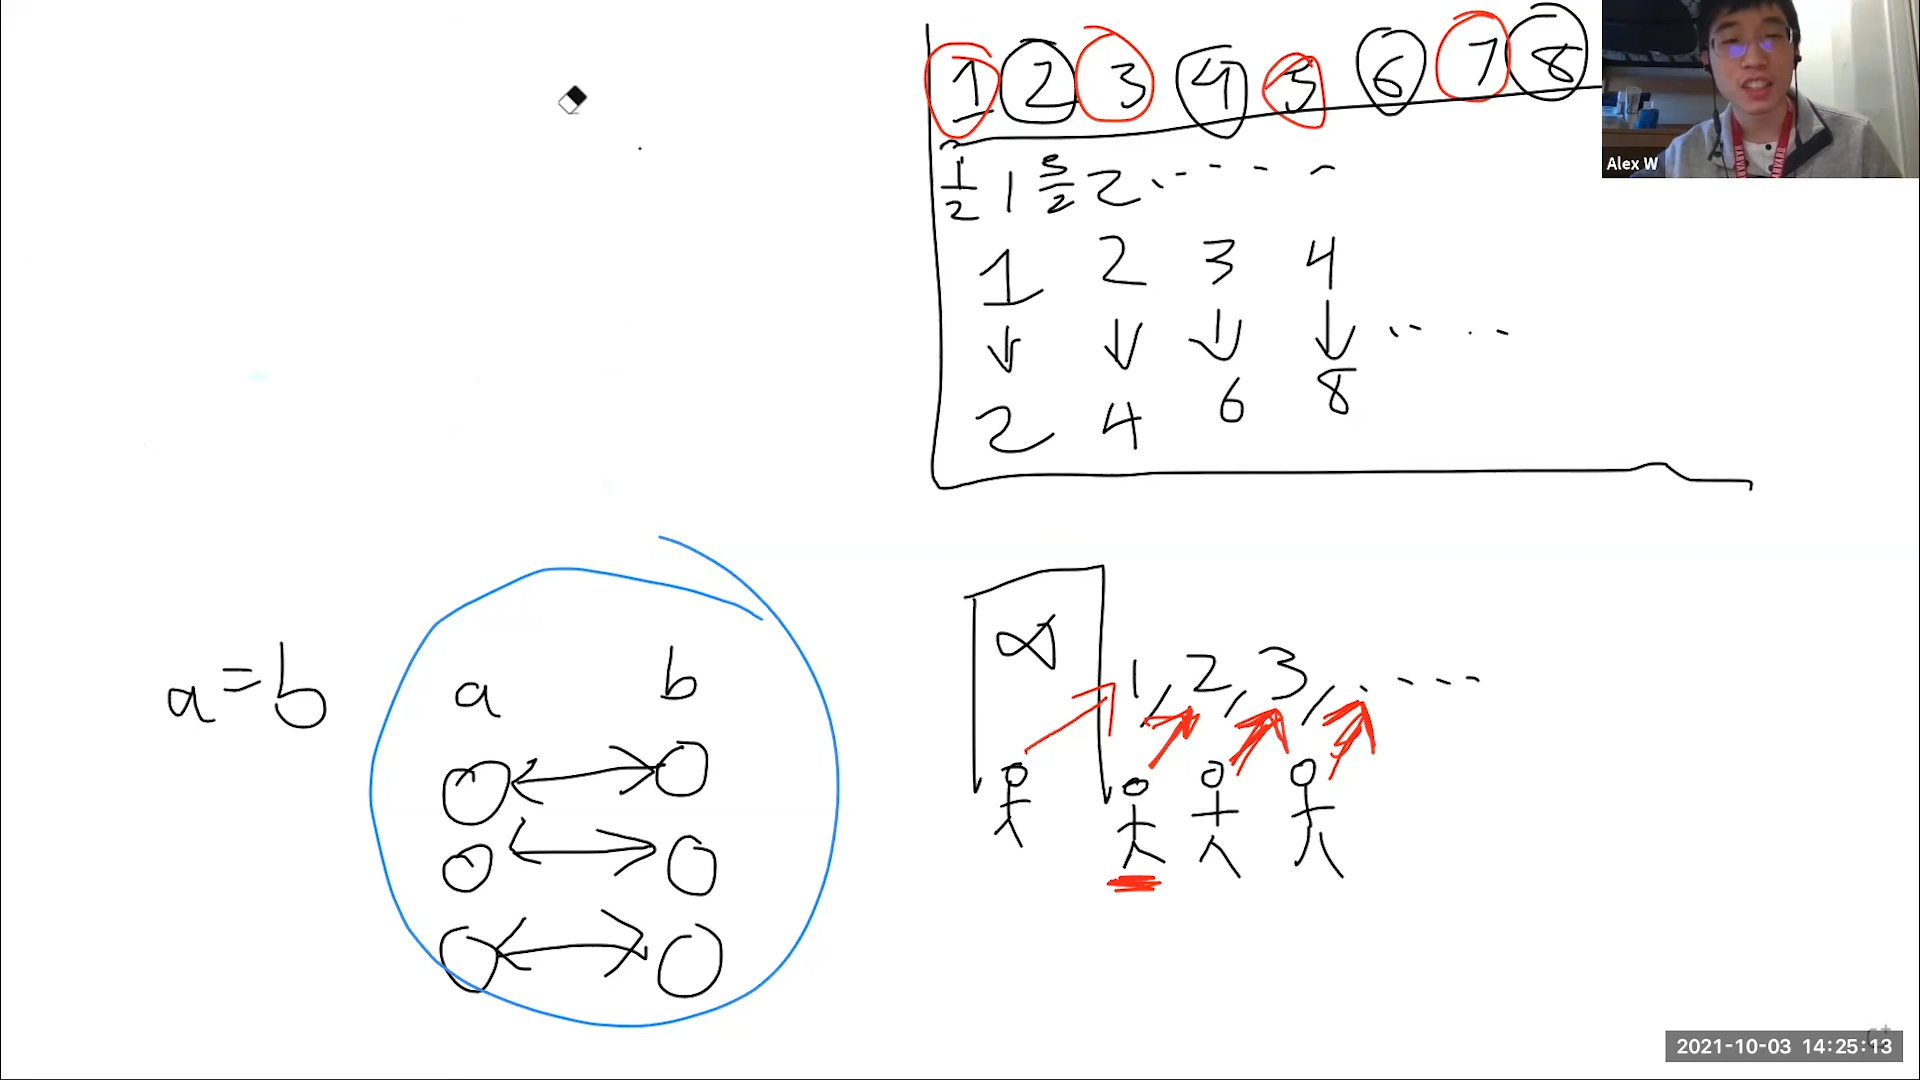 1 2 3 4 5 6 7 8
Alex W
HARVARD
1/2 1 3/2 2 .....
1 2 3 4
2 4 6 8
∞
a=b
a b
1, 2, 3, .....
2021-10-03 14:25:13